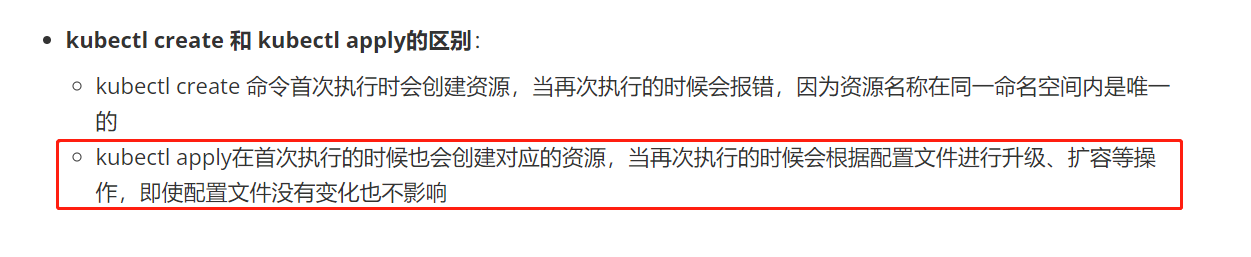 kubectl create 和 kubectl apply的区别：
kubectl create 命令首次执行时会创建资源，当再次执行的时候会报错，因为资源名称在同一命名空间内是唯一
的
kubectl apply在首次执行的时候也会创建对应的资源，当再次执行的时候会根据配置文件进行升级、扩容等操
作，即使配置文件没有变化也不影响